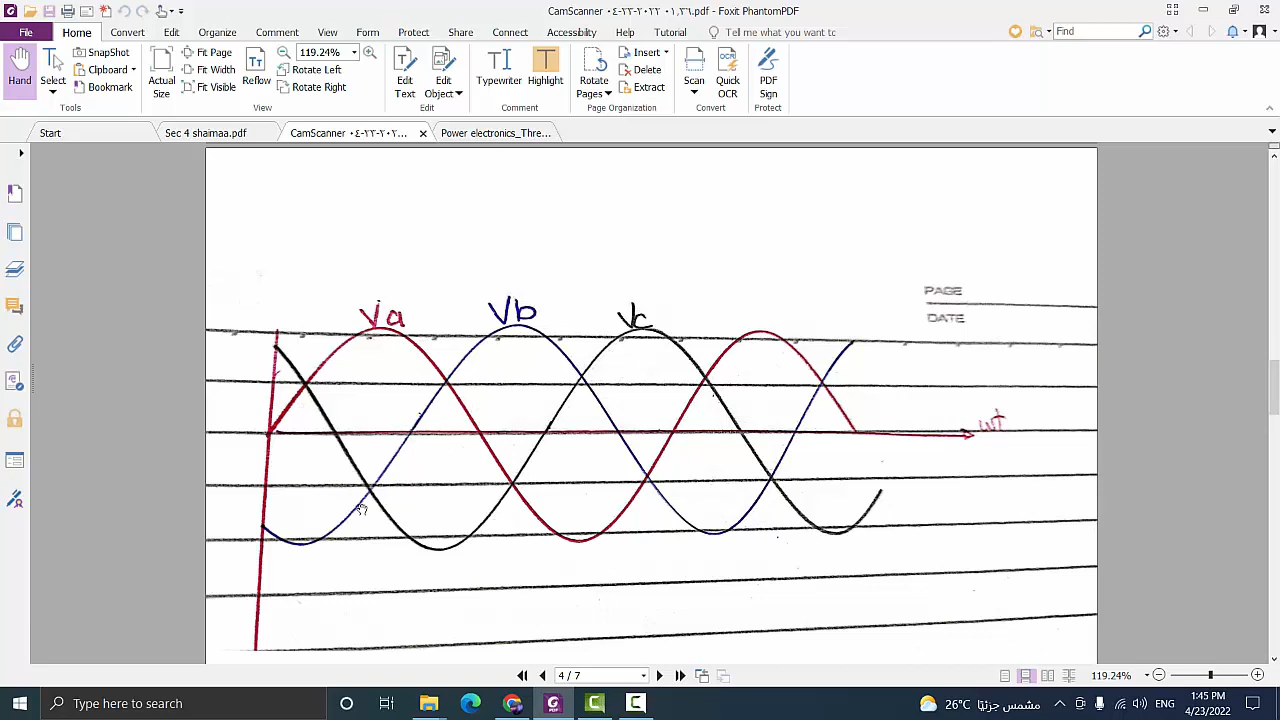 CamScanner ٠٤-٢٣-٢٠٢٢ ٠١,٢٦.pdf - Foxit PhantomPDF
File Home Convert Edit Organize Comment View Form Protect Share Connect Accessibility Help Tutorial Tell me what you want to Find
Hand
Select
SnapShot
Clipboard
Bookmark
Tools
Actual Size
Fit Page
Fit Width
Fit Visible
Reflow
119.24%
Rotate Left
Rotate Right
View
Edit Text
Edit Object
Edit
Typewriter
Highlight
Comment
Rotate Pages
Insert
Delete
Extract
Page Organization
Scan
Quick OCR
Convert
PDF Sign
Protect
Start
Sec 4 shaimaa.pdf
CamScanner ٠٤-٢٣-٢٠٢...
Power electronics_Thre...
PAGE
DATE
Va
Vb
Vc
wt
4 / 7
119.24%
Type here to search
26°C مشمس جزئيًا
1:45 PM
4/23/2022